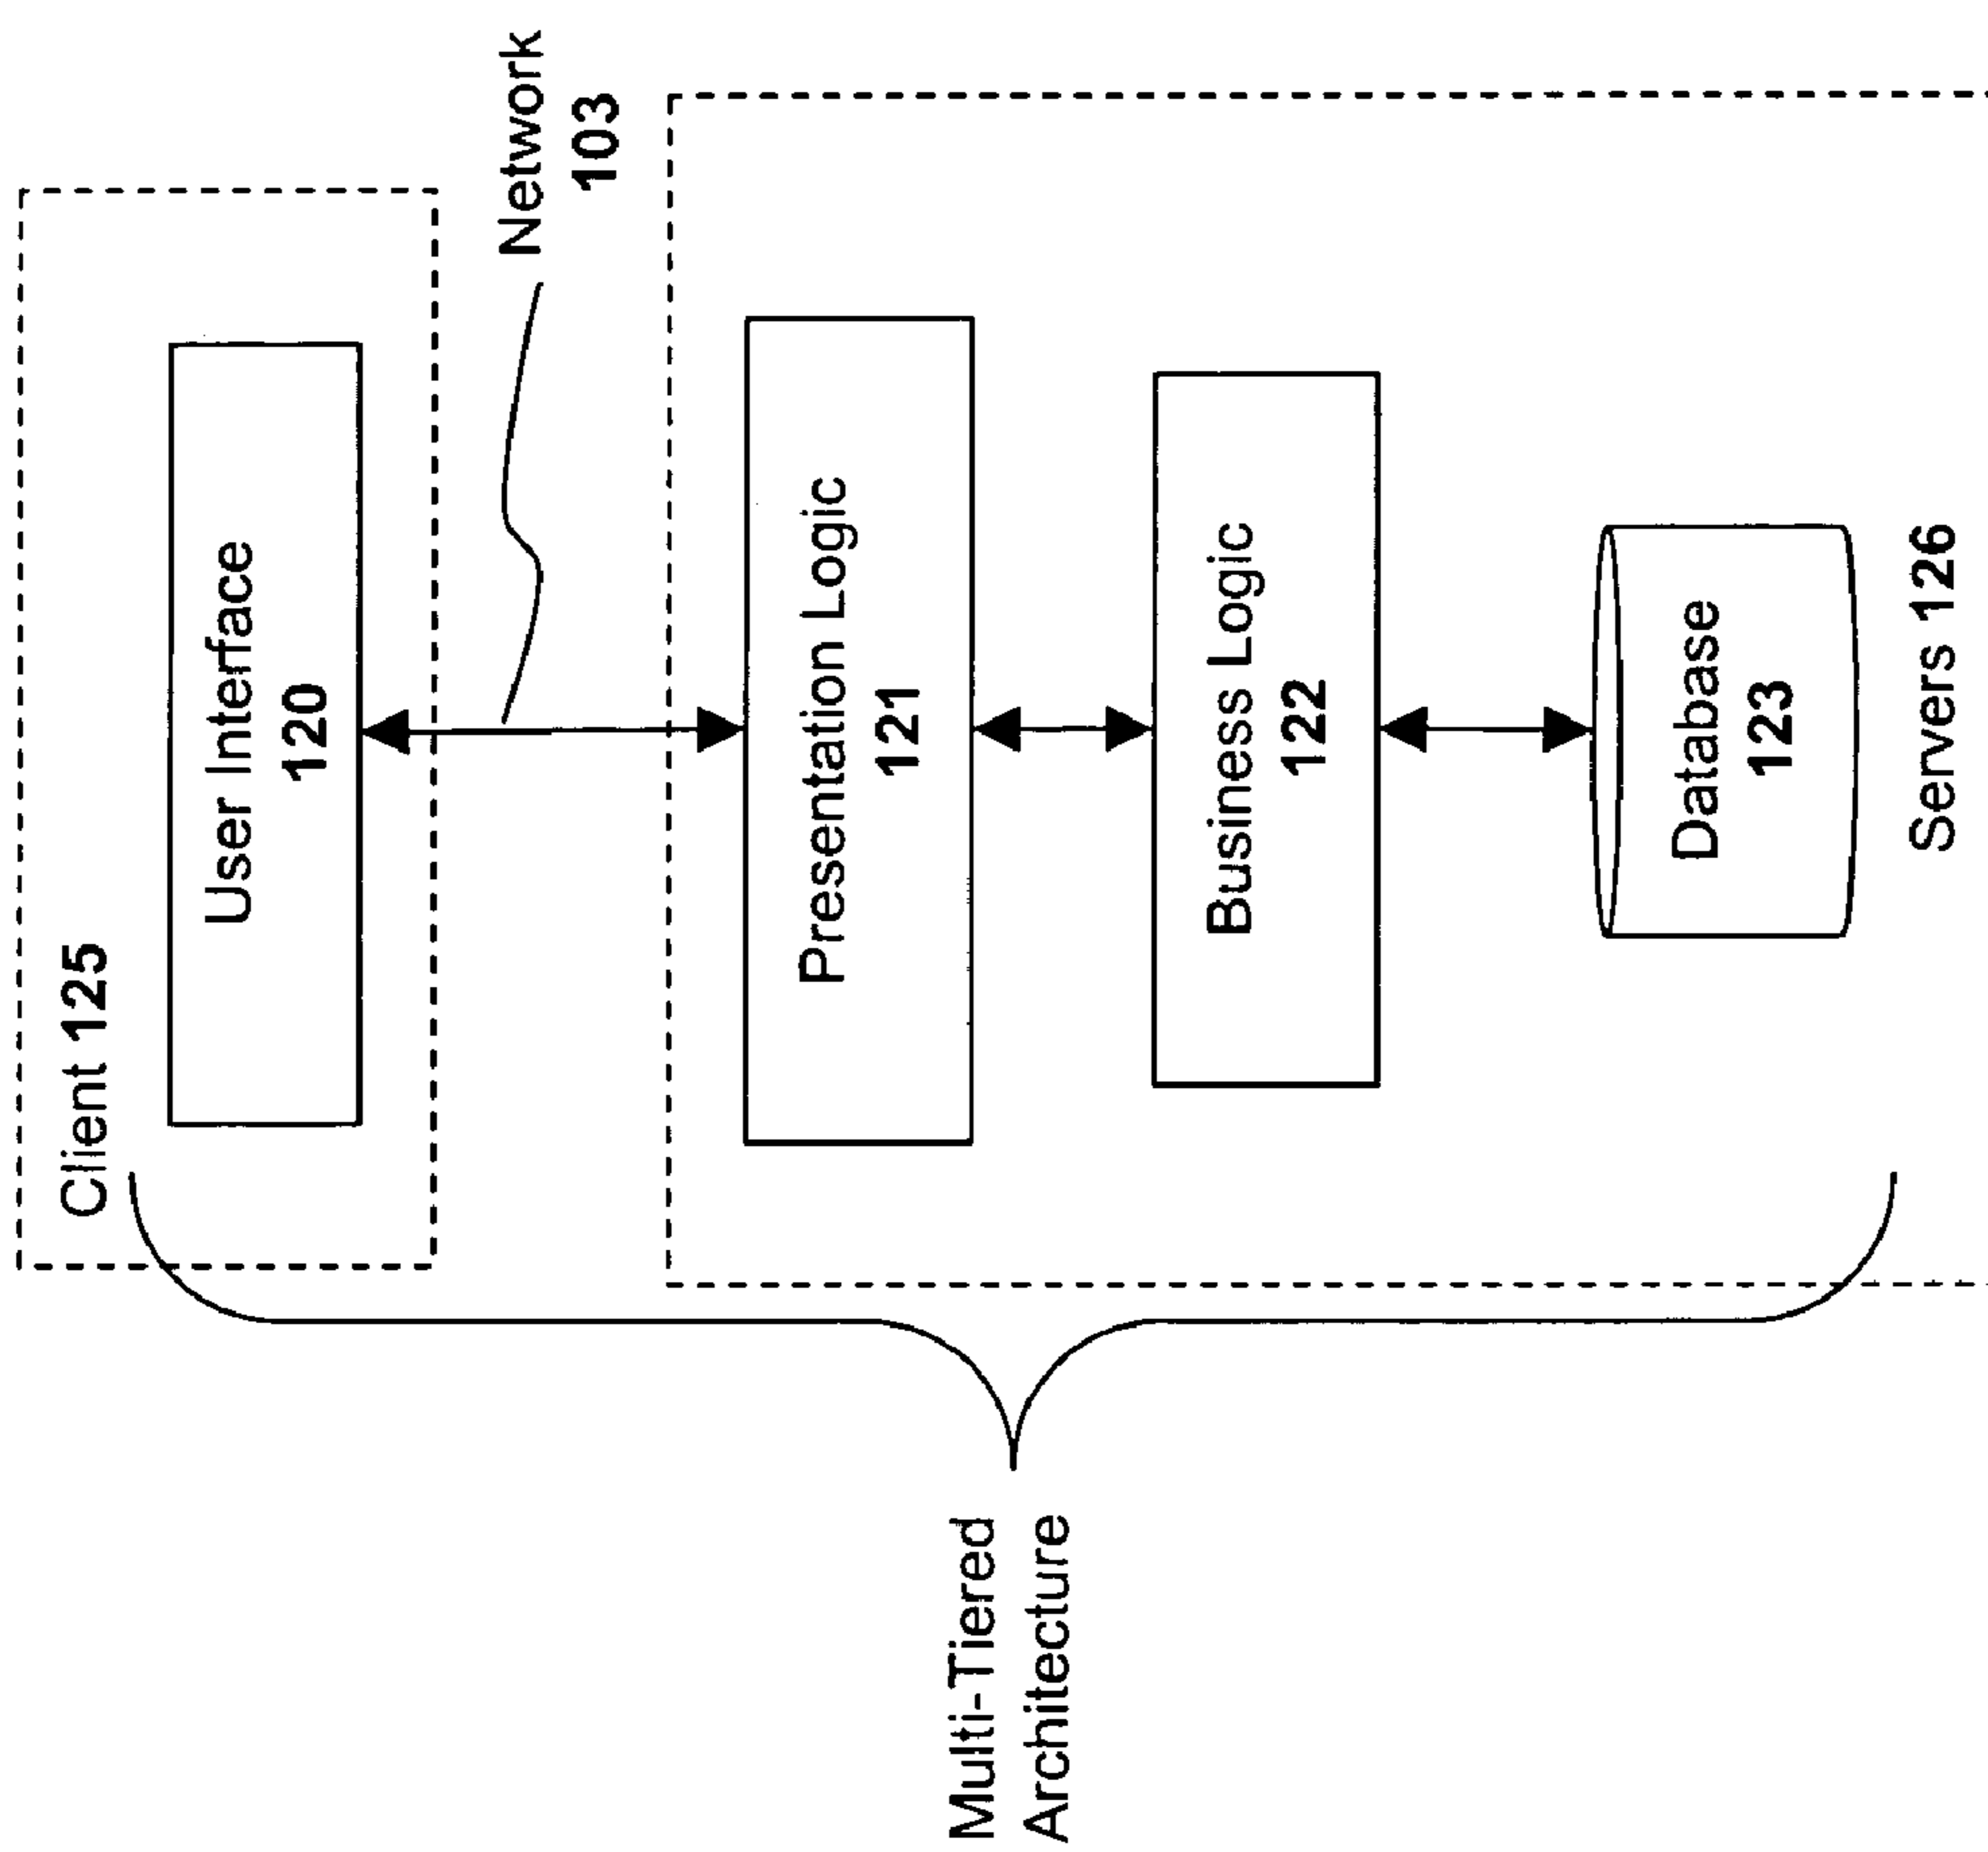 Client 125
User Interface
120
Network
103
Presentation Logic
121
Multi-Tiered
Architecture
Business Logic
122
Database
123
Servers 126